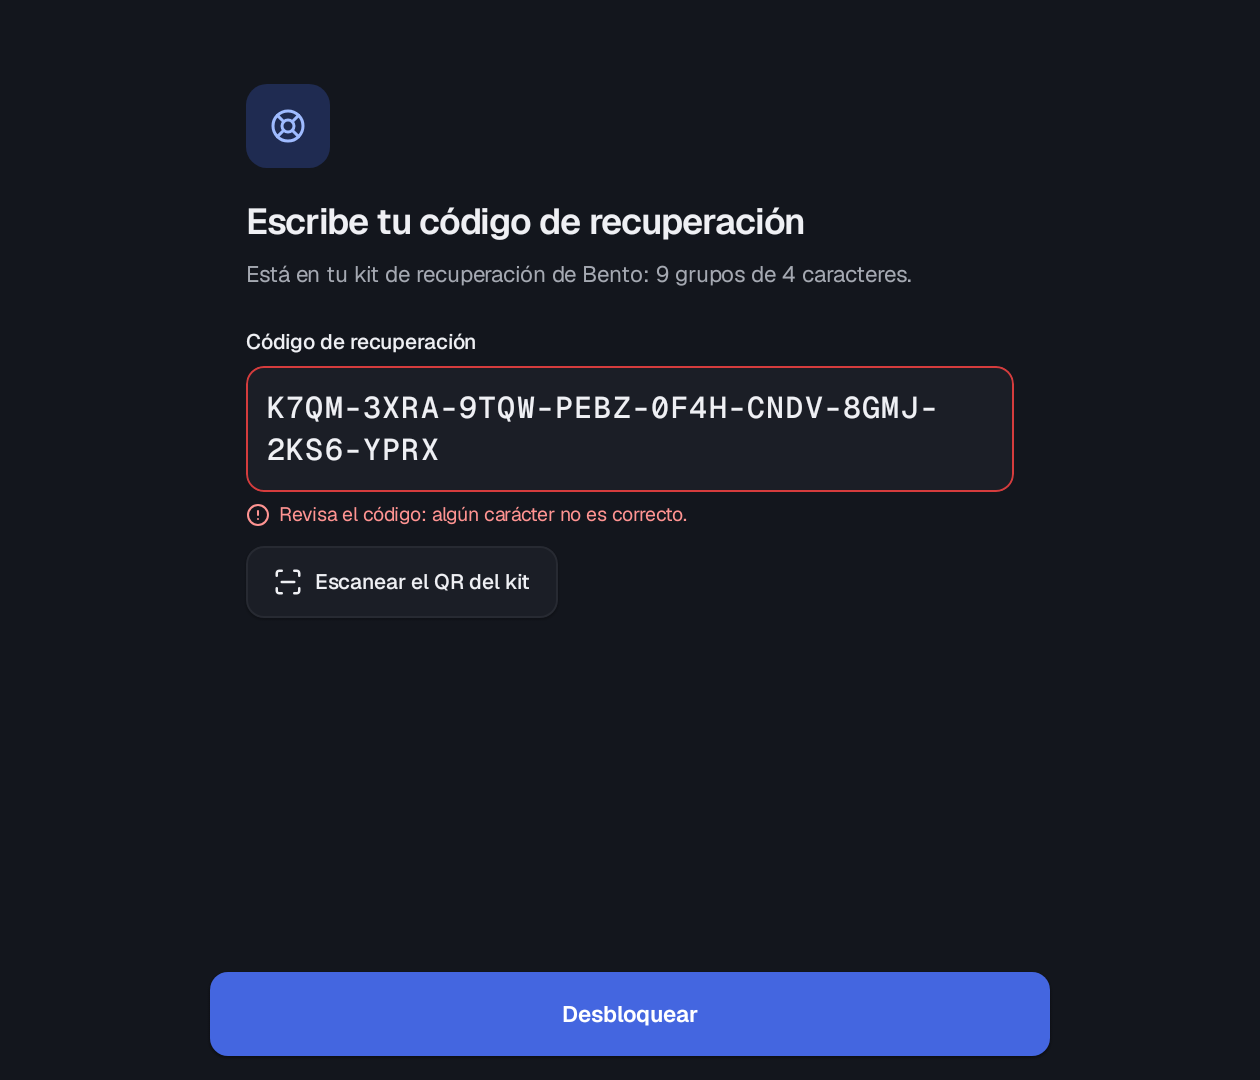 Escribe tu código de recuperación
Está en tu kit de recuperación de Bento: 9 grupos de 4 caracteres.
Código de recuperación
K7QM-3XRA-9TQW-PEBZ-0F4H-CNDV-8GMJ-
2KS6-YPRX
Revisa el código: algún carácter no es correcto.
Escanear el QR del kit
Desbloquear